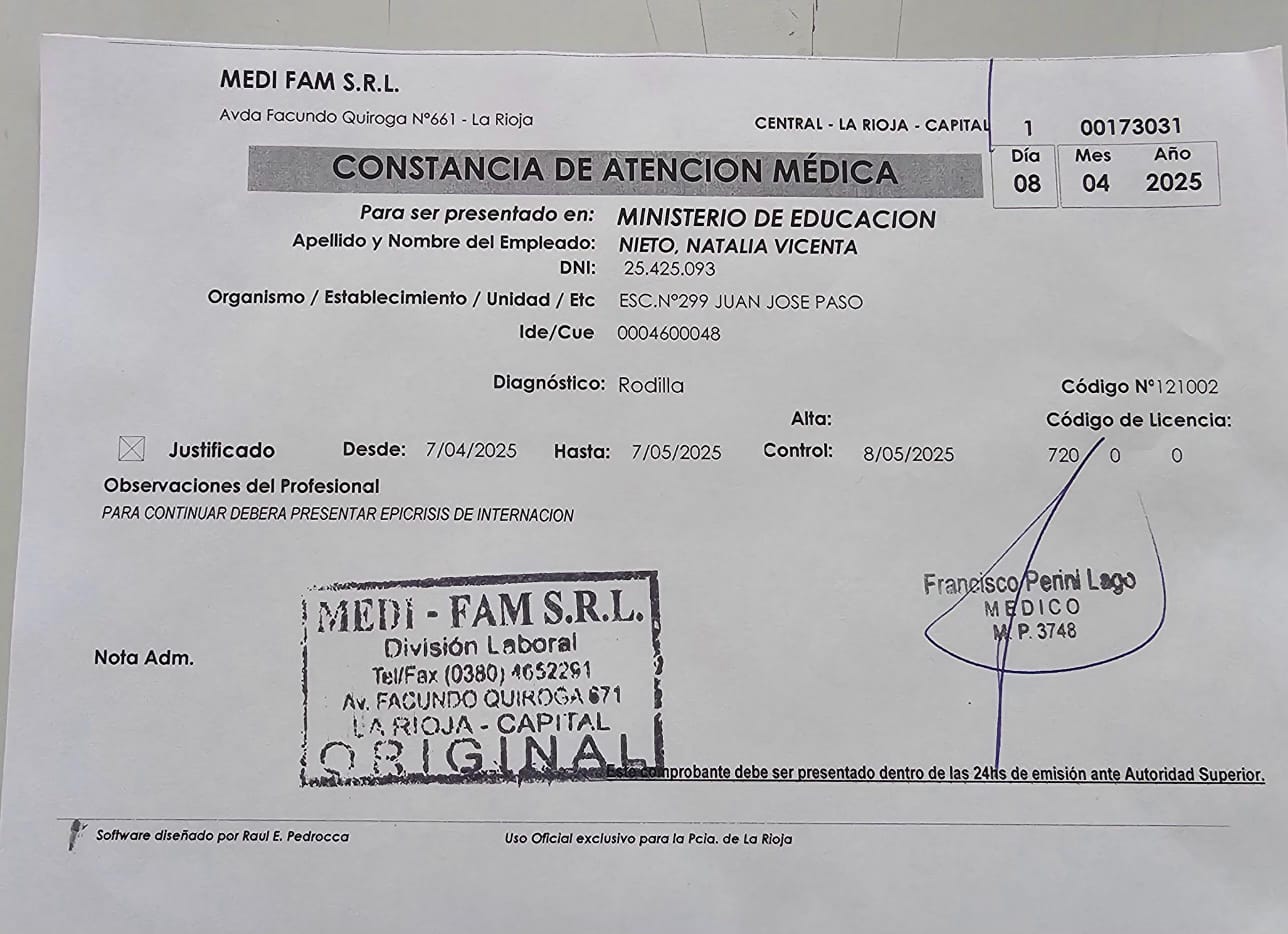 MEDI FAM S.R.L.
Avda Facundo Quiroga Nº661 - La Rioja
CENTRAL - LA RIOJA - CAPITAL 1 00173031
CONSTANCIA DE ATENCION MÉDICA
Día Mes Año
08 04 2025
Para ser presentado en: MINISTERIO DE EDUCACION
Apellido y Nombre del Empleado: NIETO, NATALIA VICENTA
DNI: 25.425.093
Organismo / Establecimiento / Unidad / Etc ESC.Nº299 JUAN JOSE PASO
Ide/Cue 0004600048
Diagnóstico: Rodilla
Código Nº121002
Alta:
Código de Licencia:
Justificado Desde: 7/04/2025 Hasta: 7/05/2025 Control: 8/05/2025 720 0 0
Observaciones del Profesional
PARA CONTINUAR DEBERA PRESENTAR EPICRISIS DE INTERNACION
Francisco Perini Lago
MEDICO
M. P. 3748
Nota Adm.
MEDI - FAM S.R.L.
División Laboral
Tel/Fax (0380) 4652291
Av. FACUNDO QUIROGA 671
LA RIOJA - CAPITAL
ORIGINAL
Este comprobante debe ser presentado dentro de las 24hs de emisión ante Autoridad Superior.
Software diseñado por Raul E. Pedrocca
Uso Oficial exclusivo para la Pcia. de La Rioja